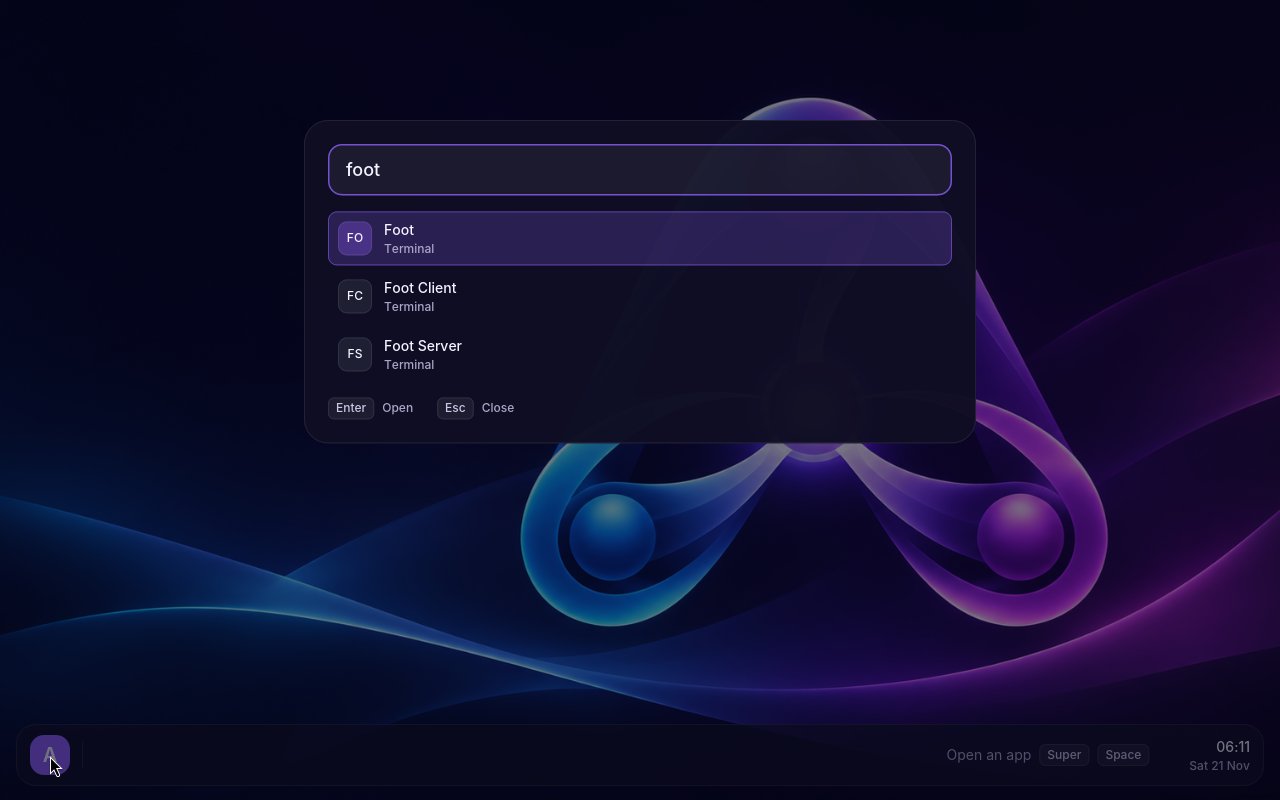 foot
FO
Foot
Terminal
FC
Foot Client
Terminal
FS
Foot Server
Terminal
Enter Open Esc Close
A
Open an app Super Space
06:11
Sat 21 Nov